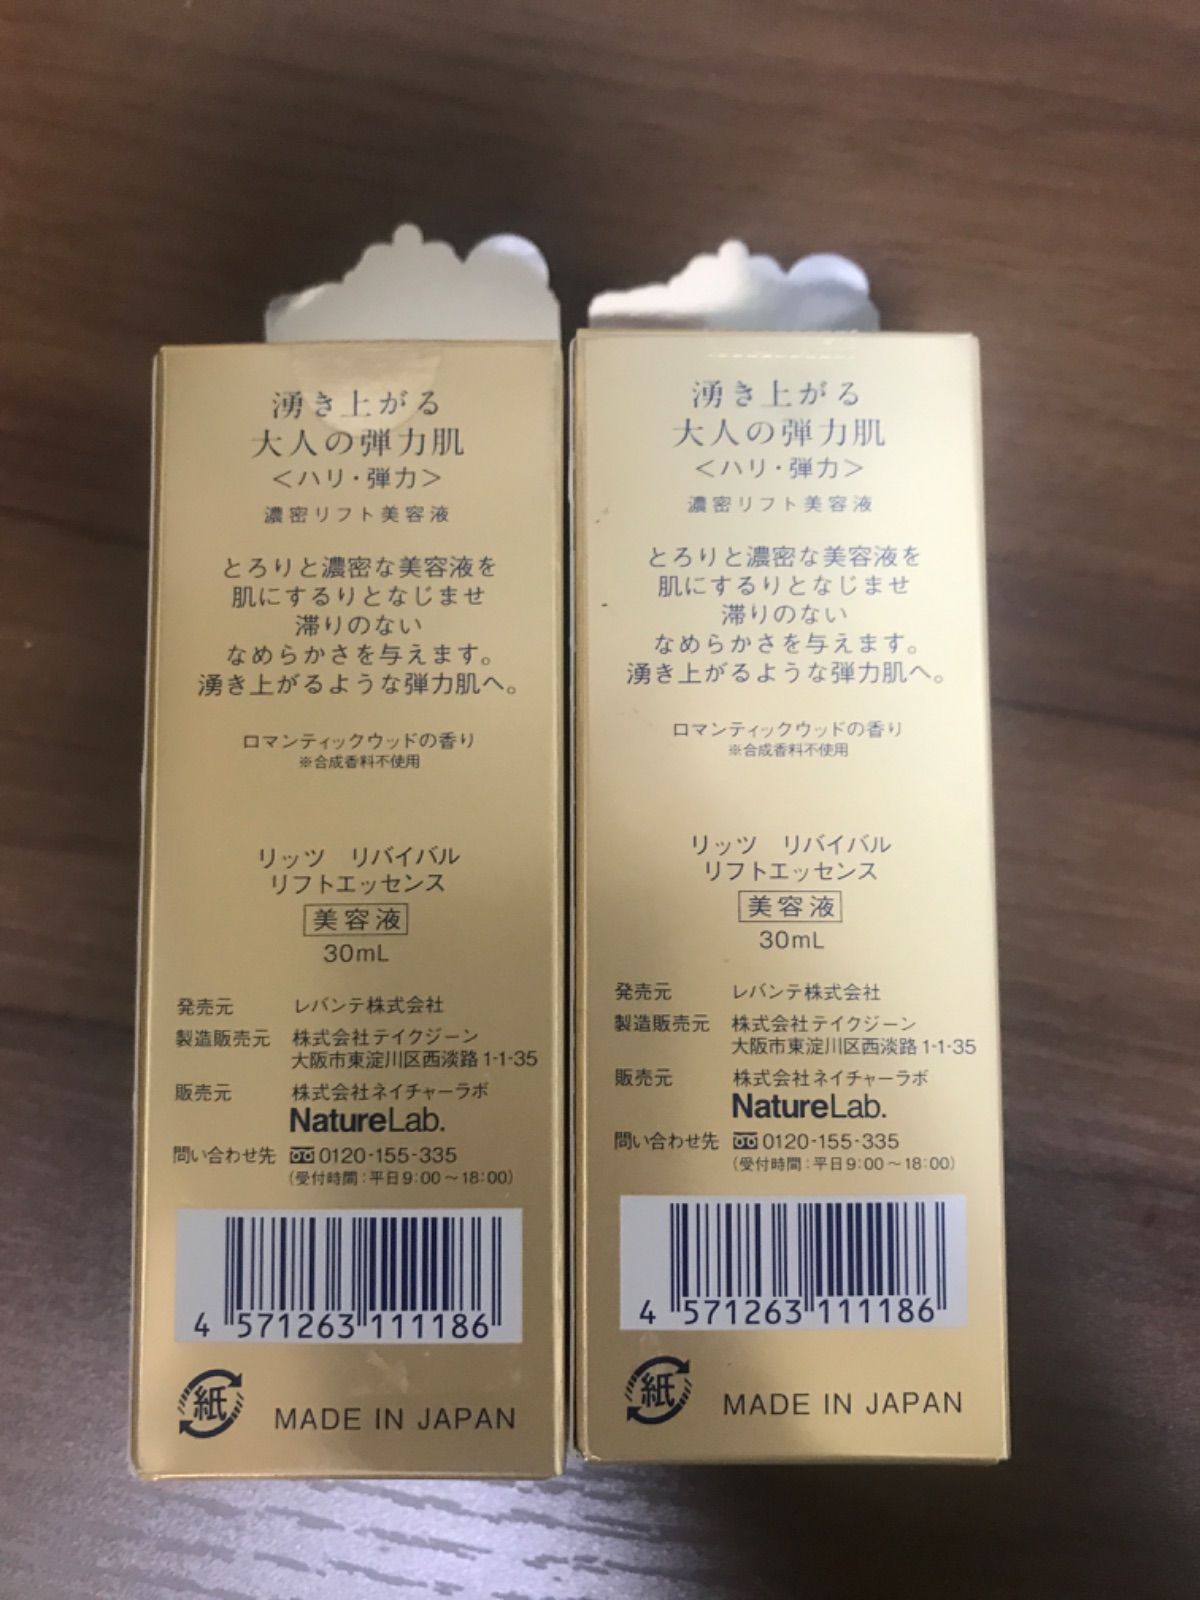 湧き上がる
大人の弾力肌
＜ハリ・弾力＞
濃密リフト美容液
とろりと濃密な美容液を
肌にするりとなじませ
滞りのない
なめらかさを与えます。
湧き上がるような弾力肌へ。
ロマンティックウッドの香り
※合成香料不使用
リッツ　リバイバル
リフトエッセンス
美容液
30mL
発売元 レバンテ株式会社
製造販売元 株式会社テイクジーン
大阪市東淀川区西淡路1-1-35
販売元 株式会社ネイチャーラボ
NatureLab.
問い合わせ先 0120-155-335
（受付時間：平日9:00～18:00）
4 571263 111186
紙 MADE IN JAPAN
湧き上がる
大人の弾力肌
＜ハリ・弾力＞
濃密リフト美容液
とろりと濃密な美容液を
肌にするりとなじませ
滞りのない
なめらかさを与えます。
湧き上がるような弾力肌へ。
ロマンティックウッドの香り
※合成香料不使用
リッツ　リバイバル
リフトエッセンス
美容液
30mL
発売元 レバンテ株式会社
製造販売元 株式会社テイクジーン
大阪市東淀川区西淡路1-1-35
販売元 株式会社ネイチャーラボ
NatureLab.
問い合わせ先 0120-155-335
（受付時間：平日9:00～18:00）
4 571263 111186
紙 MADE IN JAPAN